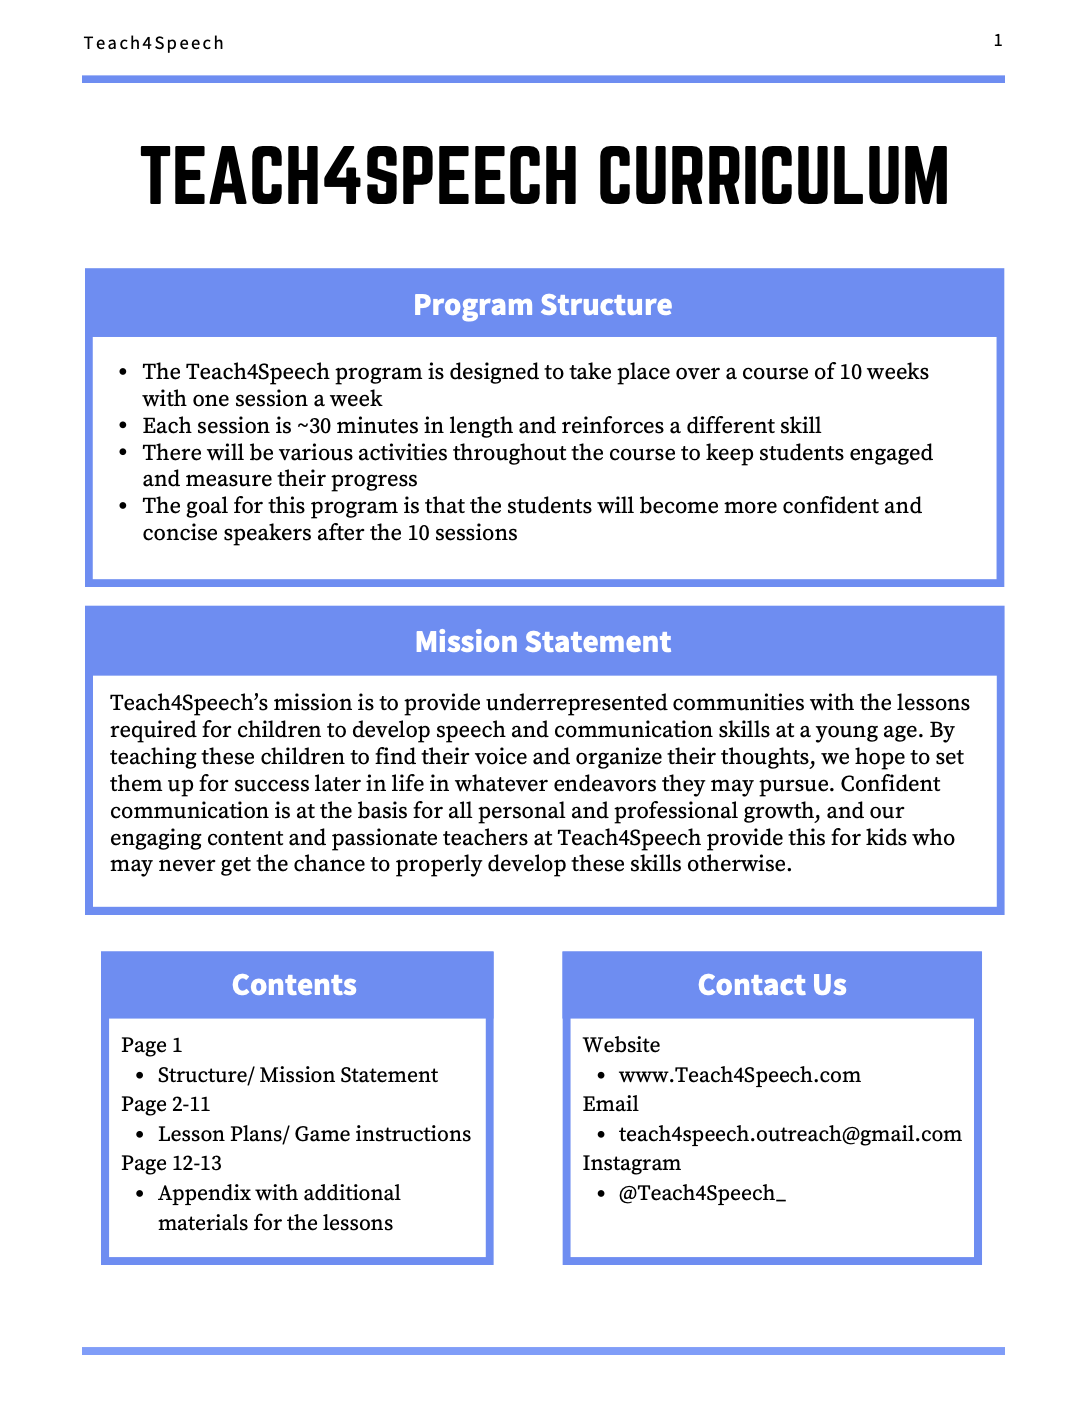 Teach4Speech
1
TEACH4SPEECH CURRICULUM
Program Structure
• The Teach4Speech program is designed to take place over a course of 10 weeks
with one session a week
• Each session is ~30 minutes in length and reinforces a different skill
• There will be various activities throughout the course to keep students engaged
and measure their progress
• The goal for this program is that the students will become more confident and
concise speakers after the 10 sessions
Mission Statement
Teach4Speech’s mission is to provide underrepresented communities with the lessons
required for children to develop speech and communication skills at a young age. By
teaching these children to find their voice and organize their thoughts, we hope to set
them up for success later in life in whatever endeavors they may pursue. Confident
communication is at the basis for all personal and professional growth, and our
engaging content and passionate teachers at Teach4Speech provide this for kids who
may never get the chance to properly develop these skills otherwise.
Contents
Page 1
• Structure/ Mission Statement
Page 2-11
• Lesson Plans/ Game instructions
Page 12-13
• Appendix with additional
materials for the lessons
Contact Us
Website
• www.Teach4Speech.com
Email
• teach4speech.outreach@gmail.com
Instagram
• @Teach4Speech_